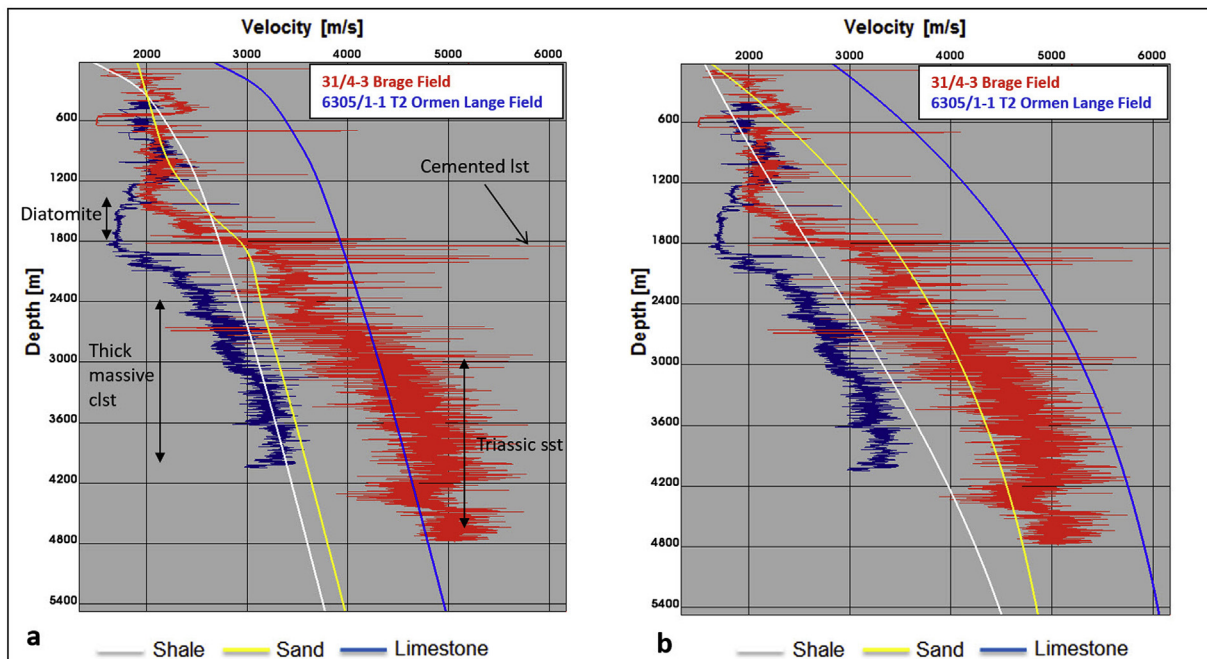 Velocity [m/s]
2000 3000 4000 5000 6000
31/4-3 Brage Field
6305/1-1 T2 Ormen Lange Field
600
Cemented lst
1200
Diatomite
1800
2400
Depth [m]
Thick
massive
clst
3000
3600
Triassic sst
4200
4800
5400
a
Shale Sand Limestone
Velocity [m/s]
2000 3000 4000 5000 6000
31/4-3 Brage Field
6305/1-1 T2 Ormen Lange Field
600
1200
1800
2400
Depth [m]
3000
3600
4200
4800
5400
b
Shale Sand Limestone